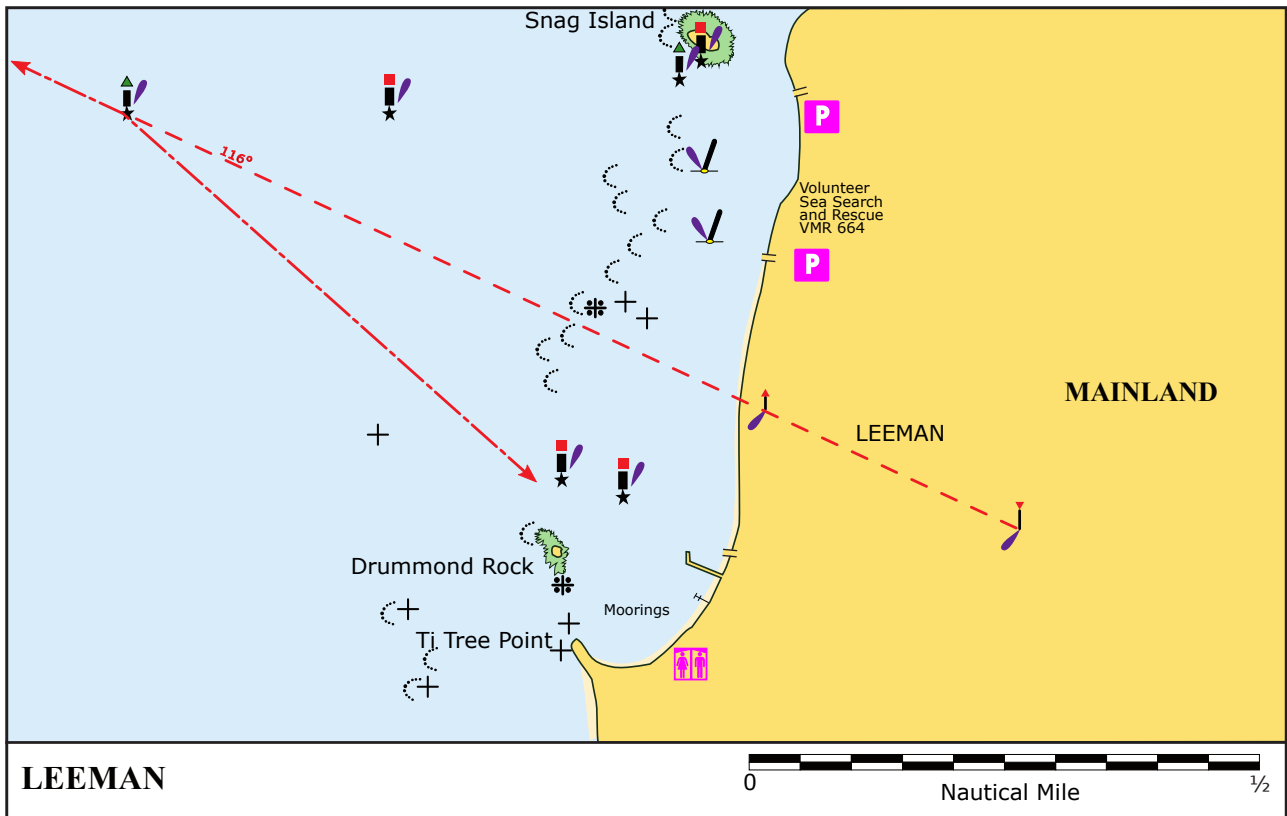 Snag Island
P
116°
Volunteer
Sea Search
and Rescue
VMR 664
P
MAINLAND
LEEMAN
Drummond Rock
Moorings
Ti Tree Point
LEEMAN
0
½
Nautical Mile